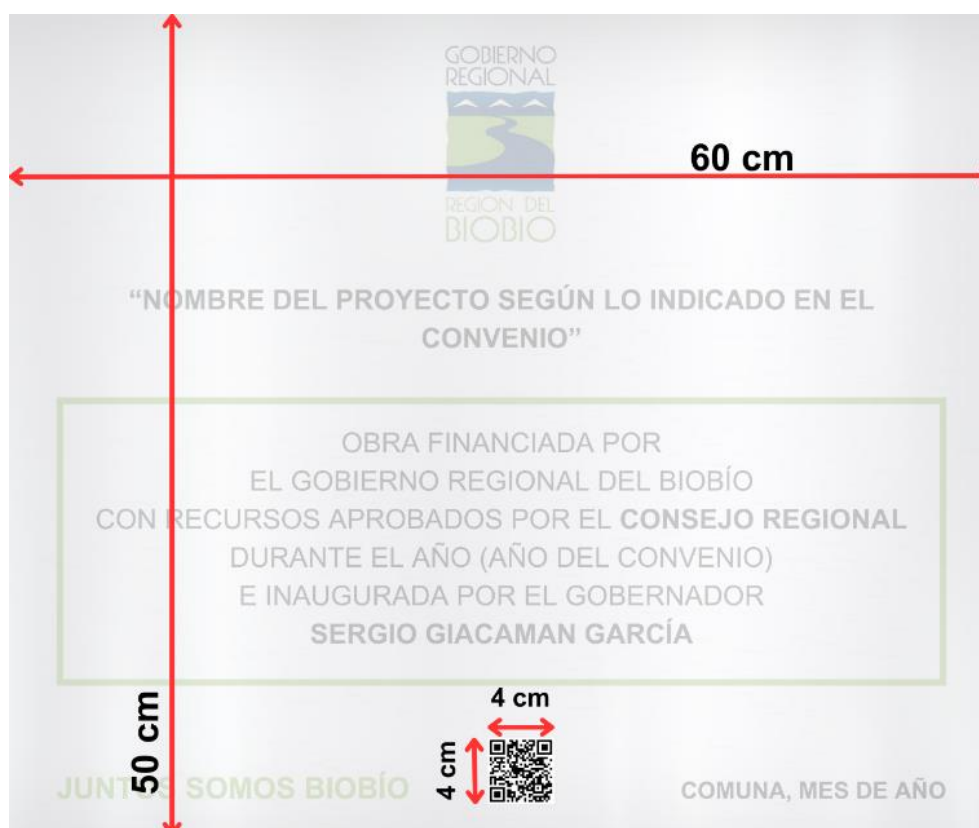 GOBIERNO
REGIONAL
60 cm
REGION DEL
BIOBIO
“NOMBRE DEL PROYECTO SEGÚN LO INDICADO EN EL
CONVENIO”
OBRA FINANCIADA POR
EL GOBIERNO REGIONAL DEL BIOBÍO
CON RECURSOS APROBADOS POR EL CONSEJO REGIONAL
DURANTE EL AÑO (AÑO DEL CONVENIO)
E INAUGURADA POR EL GOBERNADOR
SERGIO GIACAMAN GARCÍA
50 cm
4 cm
4 cm
JUNTOS SOMOS BIOBÍO
COMUNA, MES DE AÑO